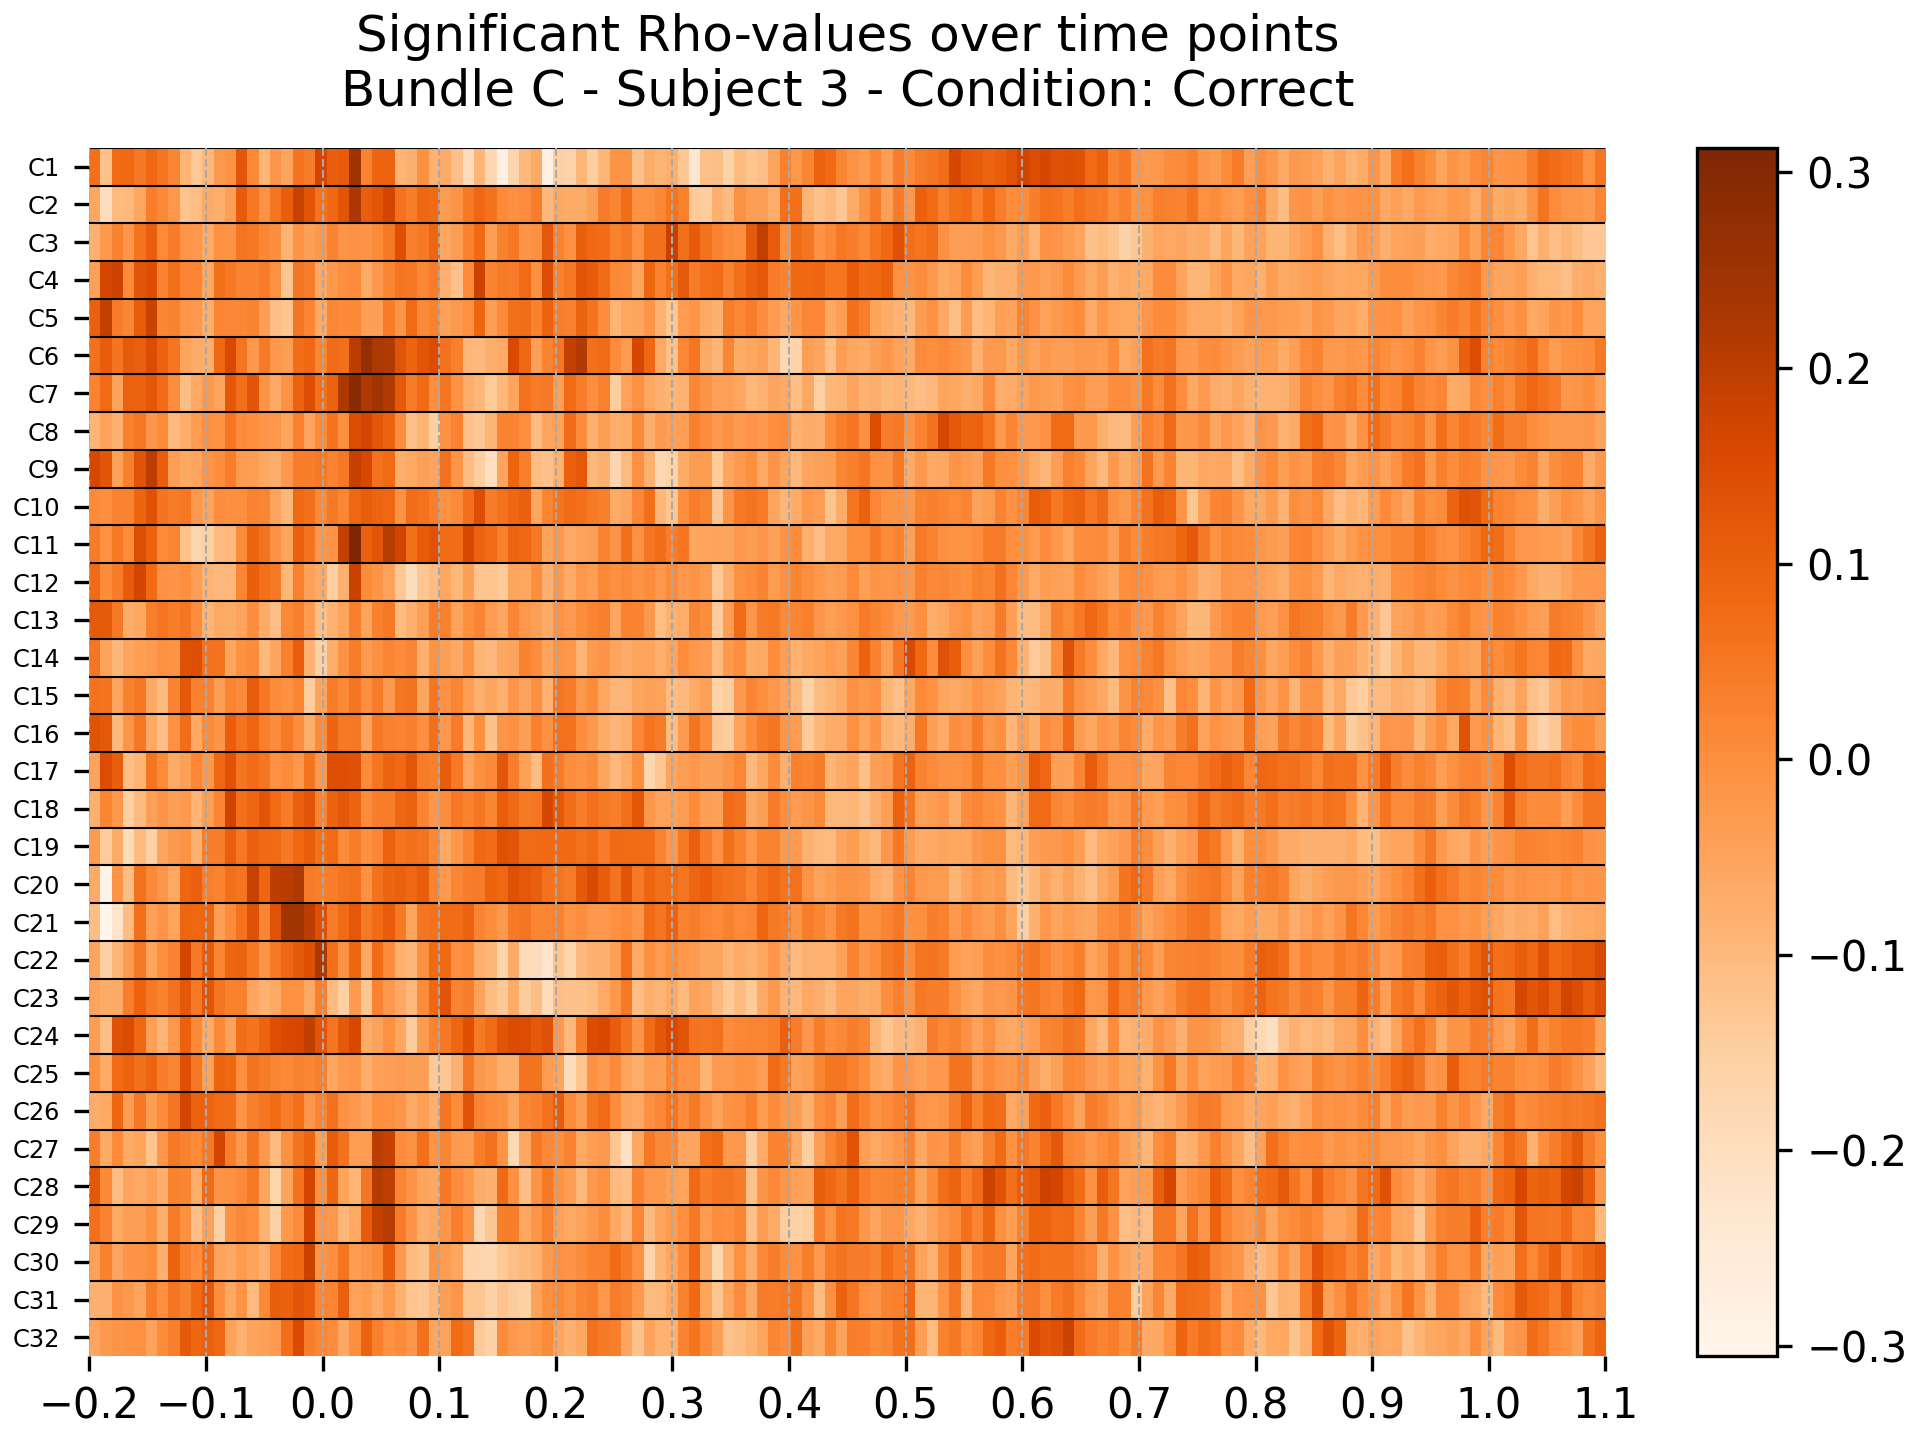 Significant Rho-values over time points
Bundle C - Subject 3 - Condition: Correct
C1
C2
C3
C4
C5
C6
C7
C8
C9
C10
C11
C12
C13
C14
C15
C16
C17
C18
C19
C20
C21
C22
C23
C24
C25
C26
C27
C28
C29
C30
C31
C32
−0.2 −0.1 0.0 0.1 0.2 0.3 0.4 0.5 0.6 0.7 0.8 0.9 1.0 1.1
0.3
0.2
0.1
0.0
−0.1
−0.2
−0.3